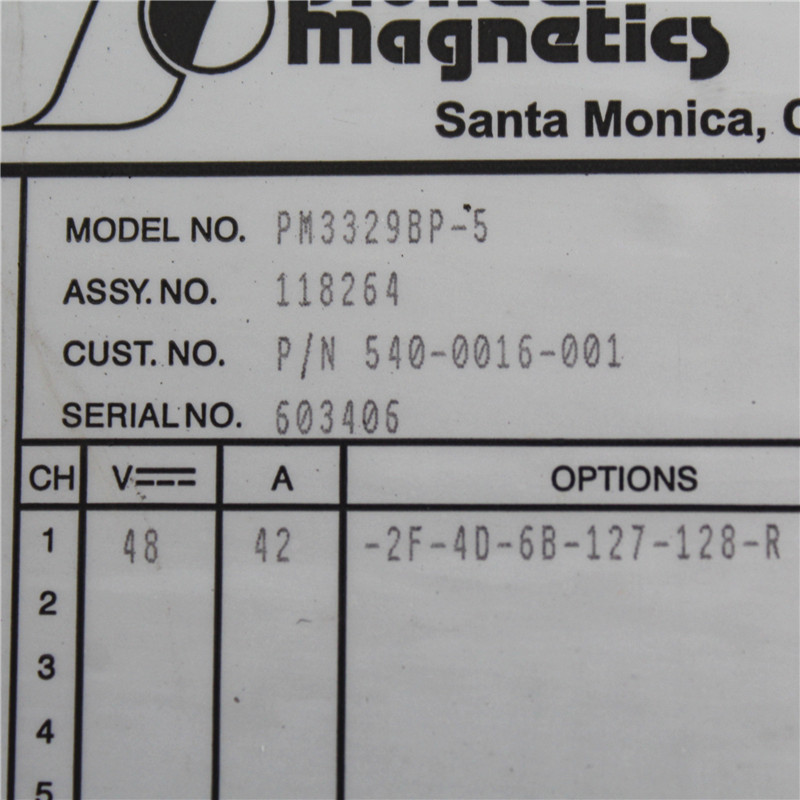 magnetics
Santa Monica,
MODEL NO. PM3329BP-5
ASSY. NO. 118264
CUST. NO. P/N 540-0016-001
SERIAL NO. 603406
CH V A OPTIONS
1 48 42 -2F-4D-6B-127-128-R
2
3
4
5